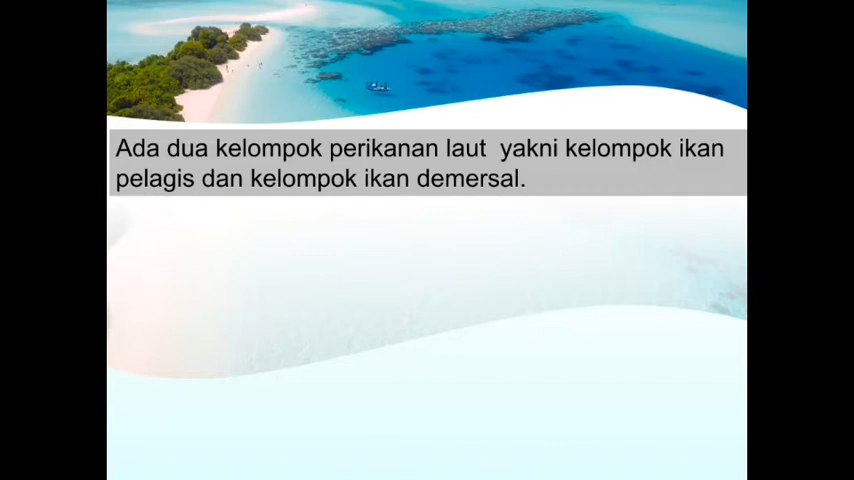 Ada dua kelompok perikanan laut  yakni kelompok ikan
pelagis dan kelompok ikan demersal.